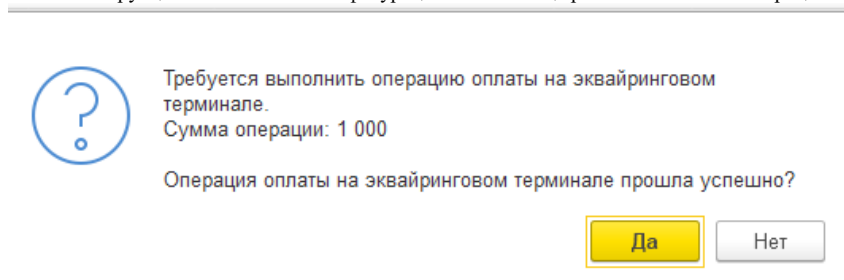 Требуется выполнить операцию оплаты на эквайринговом
терминале.
Сумма операции: 1 000
Операция оплаты на эквайринговом терминале прошла успешно?
Да
Нет